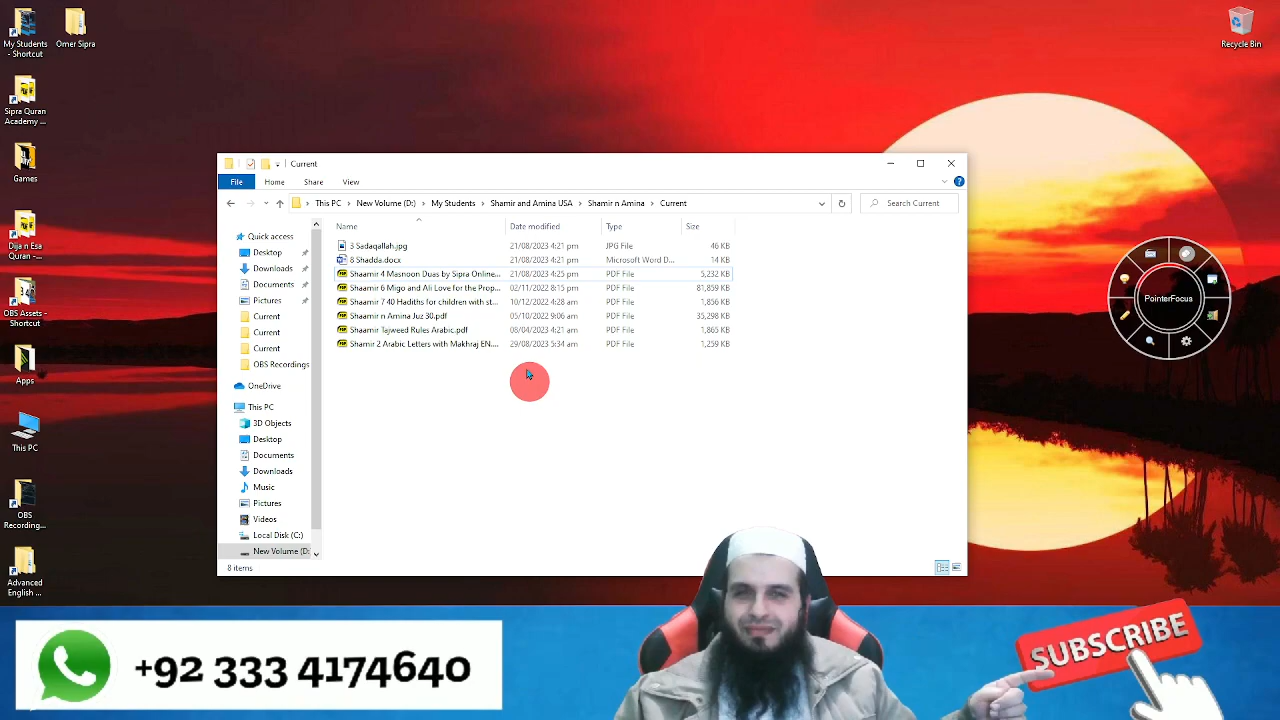 My Students
- Shortcut
Omer Sipra
Recycle Bin
Sipra Quran
Academy ...
Games
Dija n Esa
Quran -...
OBS Assets -
Shortcut
Apps
This PC
OBS
Recording...
Advanced
English ...
Current
File
Home
Share
View
This PC
New Volume (D:)
My Students
Shamir and Amina USA
Shamir n Amina
Current
Search Current
Name
Date modified
Type
Size
Quick access
Desktop
Downloads
Documents
Pictures
Current
Current
Current
OBS Recordings
OneDrive
This PC
3D Objects
Desktop
Documents
Downloads
Music
Pictures
Videos
Local Disk (C:)
New Volume (D:
3 Sadaqallah.jpg 21/08/2023 4:21 pm JPG File 46 KB
8 Shadda.docx 21/08/2023 4:21 pm Microsoft Word D... 14 KB
Shaamir 4 Masnoon Duas by Sipra Online... 21/08/2023 4:25 pm PDF File 5,232 KB
Shaamir 6 Migo and Ali Love for the Prop... 02/11/2022 8:15 pm PDF File 81,859 KB
Shaamir 7 40 Hadiths for children with st... 10/12/2022 4:28 am PDF File 1,856 KB
Shaamir n Amina Juz 30.pdf 05/10/2022 9:06 am PDF File 35,298 KB
Shaamir Tajweed Rules Arabic.pdf 08/04/2023 4:21 am PDF File 1,865 KB
Shamir 2 Arabic Letters with Makhraj EN.... 29/08/2023 5:34 am PDF File 1,259 KB
8 items
PointerFocus
+92 333 4174640
SUBSCRIBE